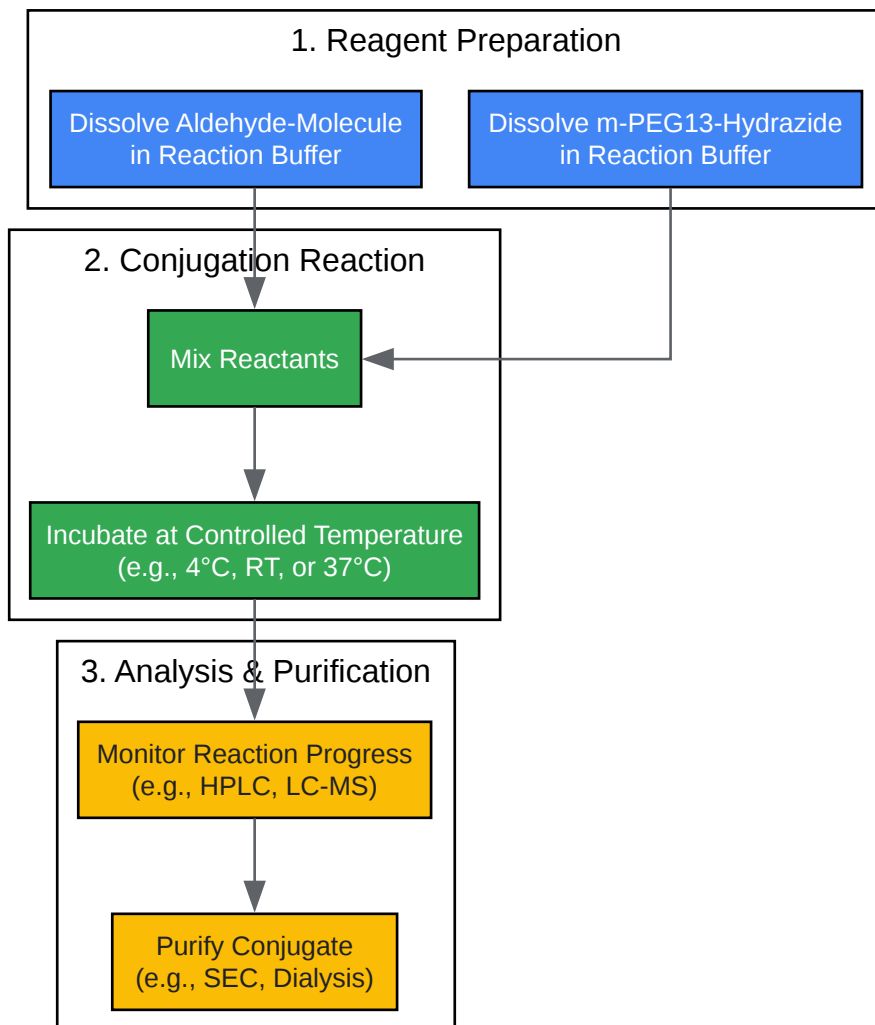 1. Reagent Preparation
Dissolve Aldehyde-Molecule
in Reaction Buffer
Dissolve m-PEG13-Hydrazide
in Reaction Buffer
2. Conjugation Reaction
Mix Reactants
Incubate at Controlled Temperature
(e.g., 4°C, RT, or 37°C)
3. Analysis & Purification
Monitor Reaction Progress
(e.g., HPLC, LC-MS)
Purify Conjugate
(e.g., SEC, Dialysis)